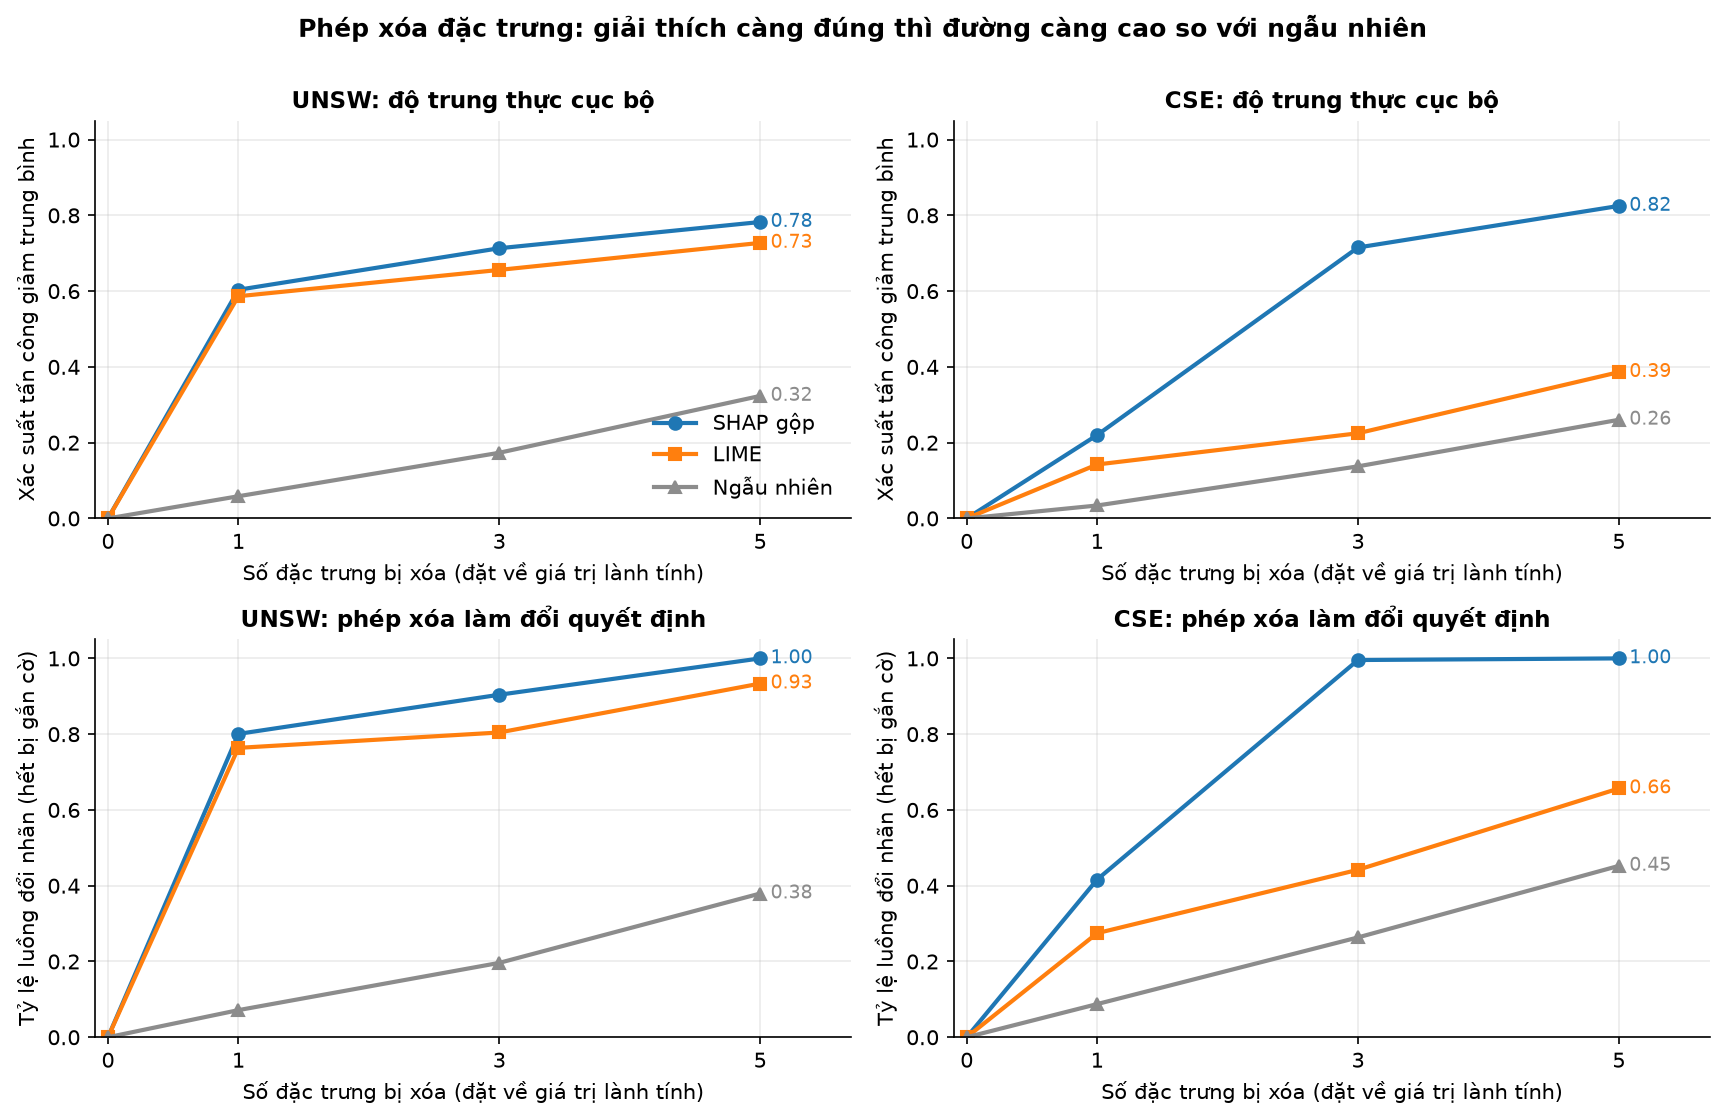 Phép xóa đặc trưng: giải thích càng đúng thì đường càng cao so với ngẫu nhiên
UNSW: độ trung thực cục bộ
Xác suất tấn công giảm trung bình
1.0
0.8
0.6
0.4
0.2
0.0
0.78
0.73
0.32
SHAP gộp
LIME
Ngẫu nhiên
0 1 3 5
Số đặc trưng bị xóa (đặt về giá trị lành tính)
CSE: độ trung thực cục bộ
Xác suất tấn công giảm trung bình
1.0
0.8
0.6
0.4
0.2
0.0
0.82
0.39
0.26
0 1 3 5
Số đặc trưng bị xóa (đặt về giá trị lành tính)
UNSW: phép xóa làm đổi quyết định
Tỷ lệ luồng đổi nhãn (hết bị gắn cờ)
1.0
0.8
0.6
0.4
0.2
0.0
1.00
0.93
0.38
0 1 3 5
Số đặc trưng bị xóa (đặt về giá trị lành tính)
CSE: phép xóa làm đổi quyết định
Tỷ lệ luồng đổi nhãn (hết bị gắn cờ)
1.0
0.8
0.6
0.4
0.2
0.0
1.00
0.66
0.45
0 1 3 5
Số đặc trưng bị xóa (đặt về giá trị lành tính)